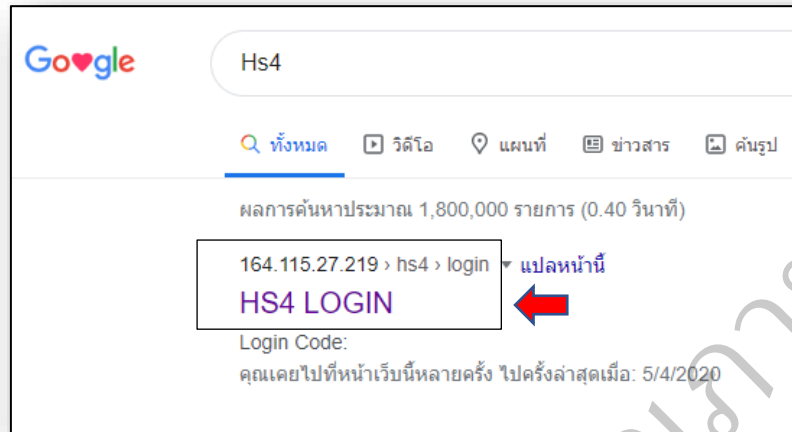 Google
Hs4
ทั้งหมด วิดีโอ แผนที่ ข่าวสาร ค้นรูป
ผลการค้นหาประมาณ 1,800,000 รายการ (0.40 วินาที)
164.115.27.219 › hs4 › login ▾ แปลหน้านี้
HS4 LOGIN
Login Code:
คุณเคยไปที่หน้าเว็บนี้หลายครั้ง ไปครั้งล่าสุดเมื่อ: 5/4/2020